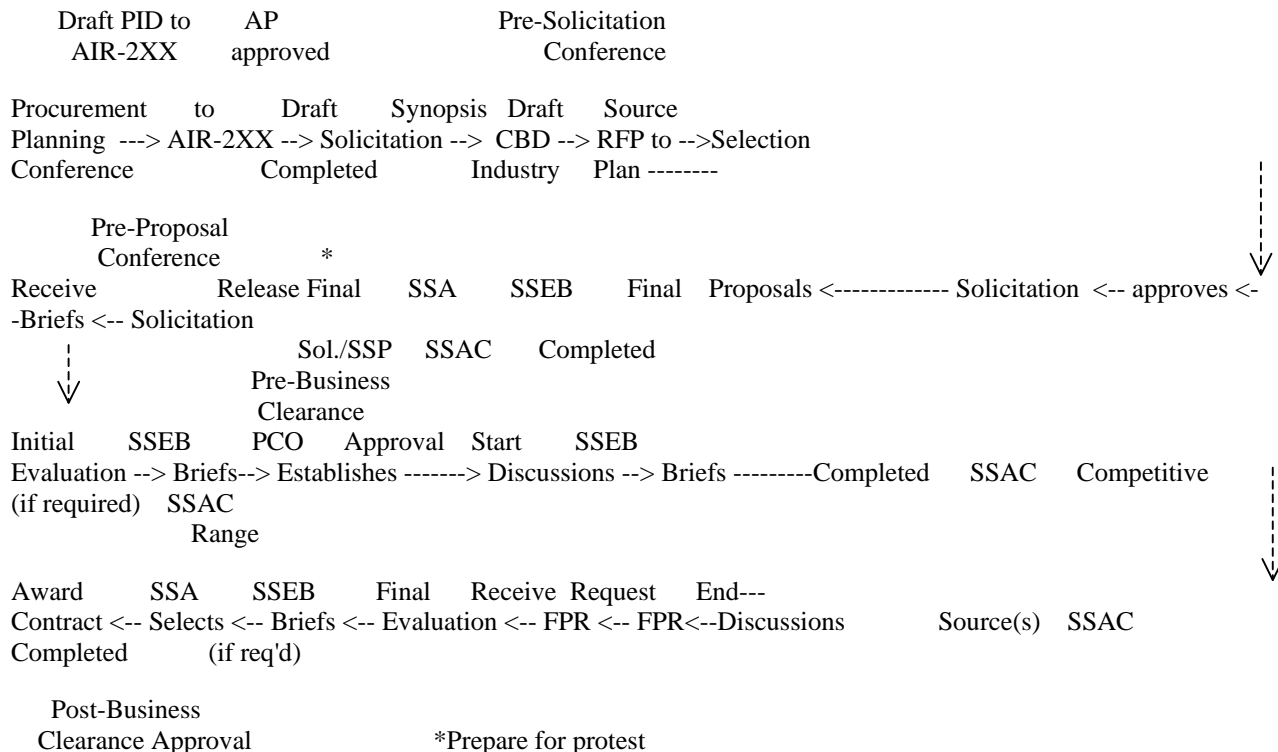 Draft PID to AP Pre-Solicitation
AIR-2XX approved Conference
Procurement to Draft Synopsis Draft Source
Planning ---> AIR-2XX --> Solicitation --> CBD --> RFP to -->Selection
Conference Completed Industry Plan --------
Pre-Proposal
Conference *
Receive Release Final SSA SSEB Final Proposals <------------- Solicitation <-- approves <-
-Briefs <-- Solicitation
Sol./SSP SSAC Completed
Pre-Business
Clearance
Initial SSEB PCO Approval Start SSEB
Evaluation --> Briefs--> Establishes -------> Discussions --> Briefs ---------Completed SSAC Competitive
(if required) SSAC
Range
Award SSA SSEB Final Receive Request End---
Contract <-- Selects <-- Briefs <-- Evaluation <-- FPR <-- FPR<--Discussions Source(s) SSAC
Completed (if req'd)
Post-Business
Clearance Approval *Prepare for protest